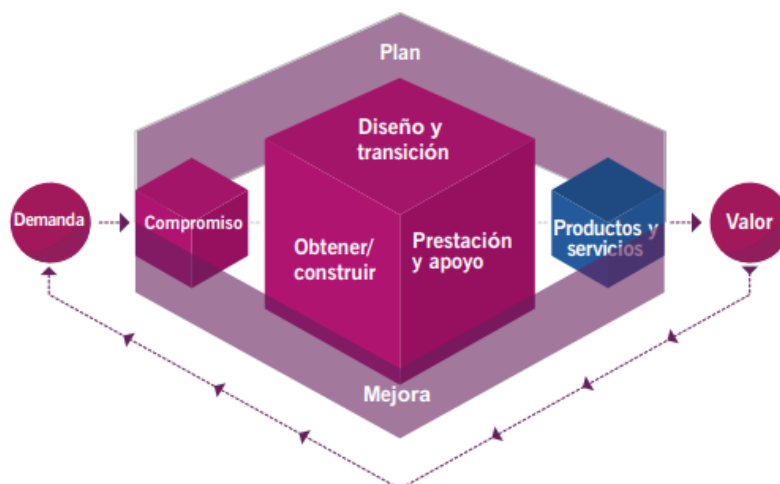 Plan
Diseño y
transición
Demanda
Compromiso
Obtener/
construir
Prestación
y apoyo
Productos y
servicios
Valor
Mejora